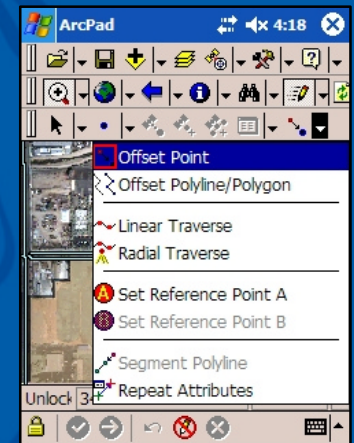 ArcPad 4:18
Offset Point
Offset Polyline/Polygon
Linear Traverse
Radial Traverse
A Set Reference Point A
B Set Reference Point B
Segment Polyline
Repeat Attributes
Unlock